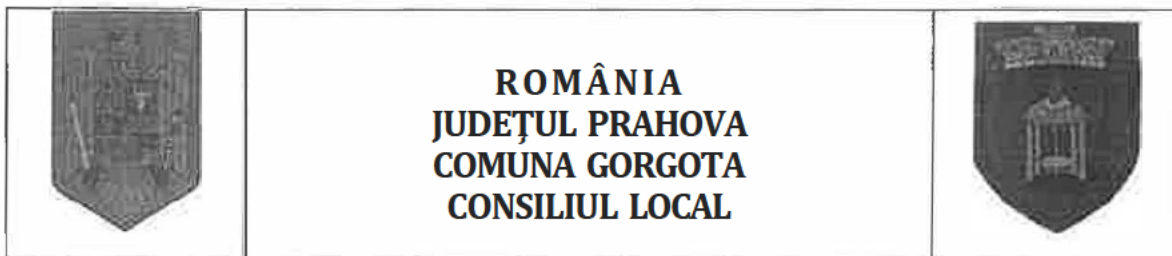 ROMÂNIA
JUDEȚUL PRAHOVA
COMUNA GORGOTA
CONSILIUL LOCAL